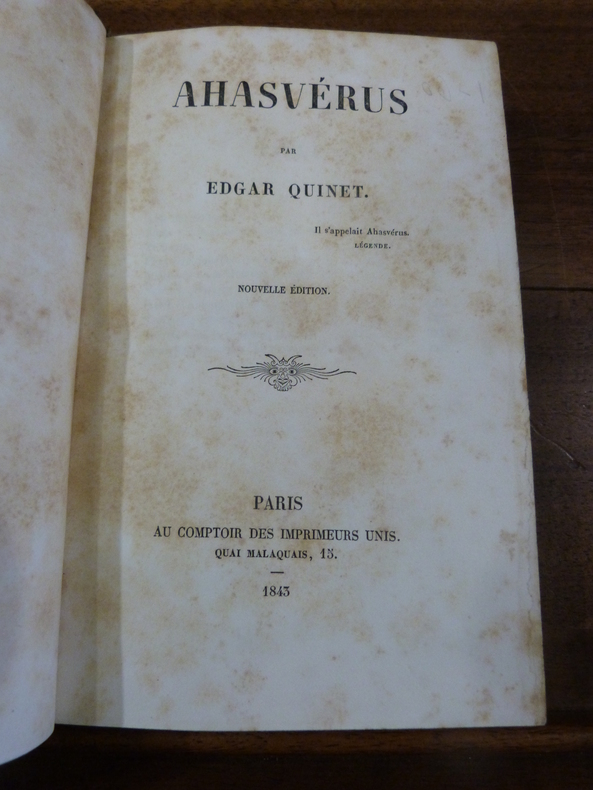 AHASVÉRUS
PAR
EDGAR QUINET.
Il s'appelait Ahasvérus.
LÉGENDE.
NOUVELLE ÉDITION.
PARIS
AU COMPTOIR DES IMPRIMEURS UNIS.
QUAI MALAQUAIS, 15.
1843